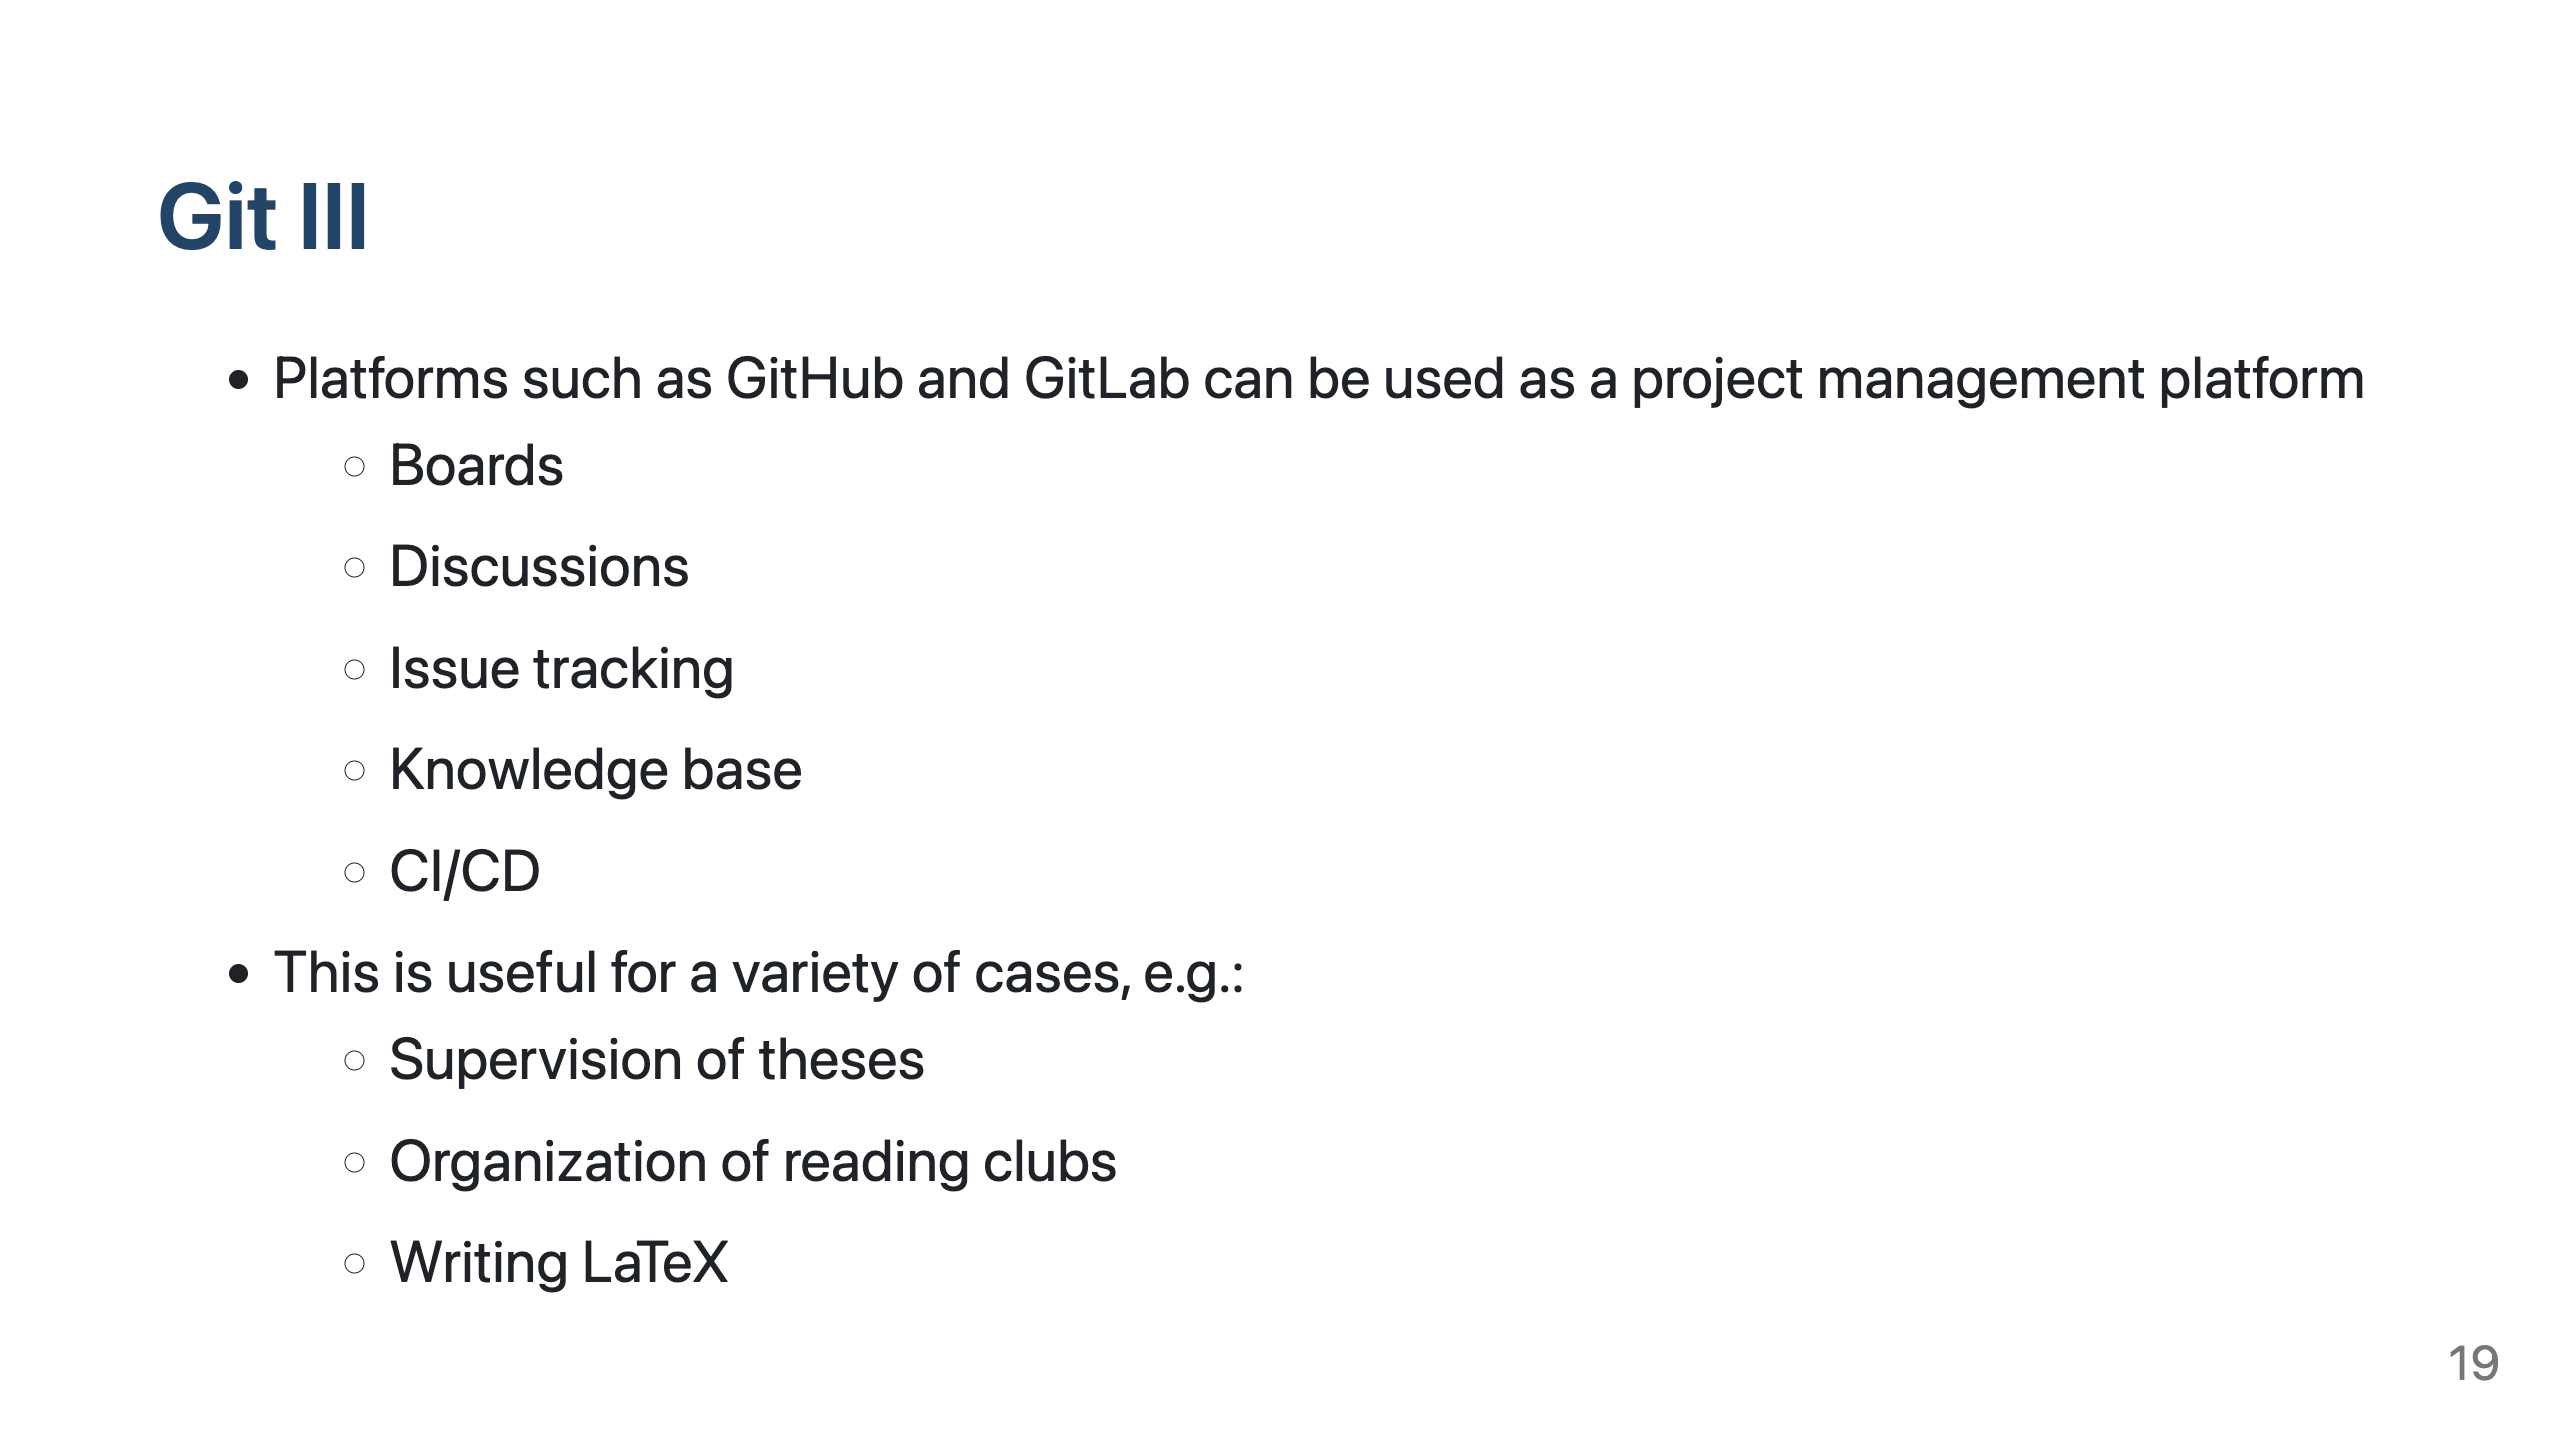 Git III
• Platforms such as GitHub and GitLab can be used as a project management platform
○ Boards
○ Discussions
○ Issue tracking
○ Knowledge base
○ CI/CD
• This is useful for a variety of cases, e.g.:
○ Supervision of theses
○ Organization of reading clubs
○ Writing LaTeX
19